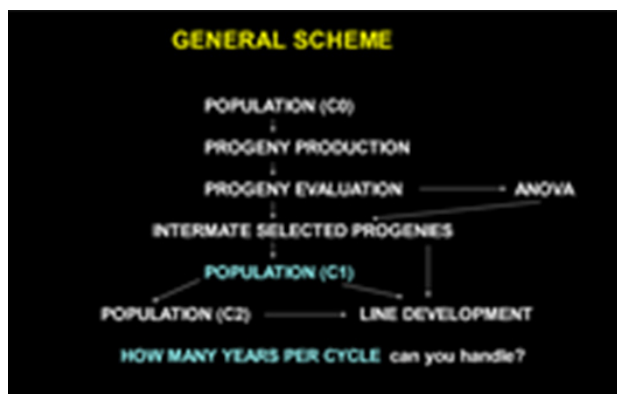 GENERAL SCHEME
POPULATION (C0)
PROGENY PRODUCTION
PROGENY EVALUATION ANOVA
INTERMATE SELECTED PROGENIES
POPULATION (C1)
POPULATION (C2) LINE DEVELOPMENT
HOW MANY YEARS PER CYCLE can you handle?